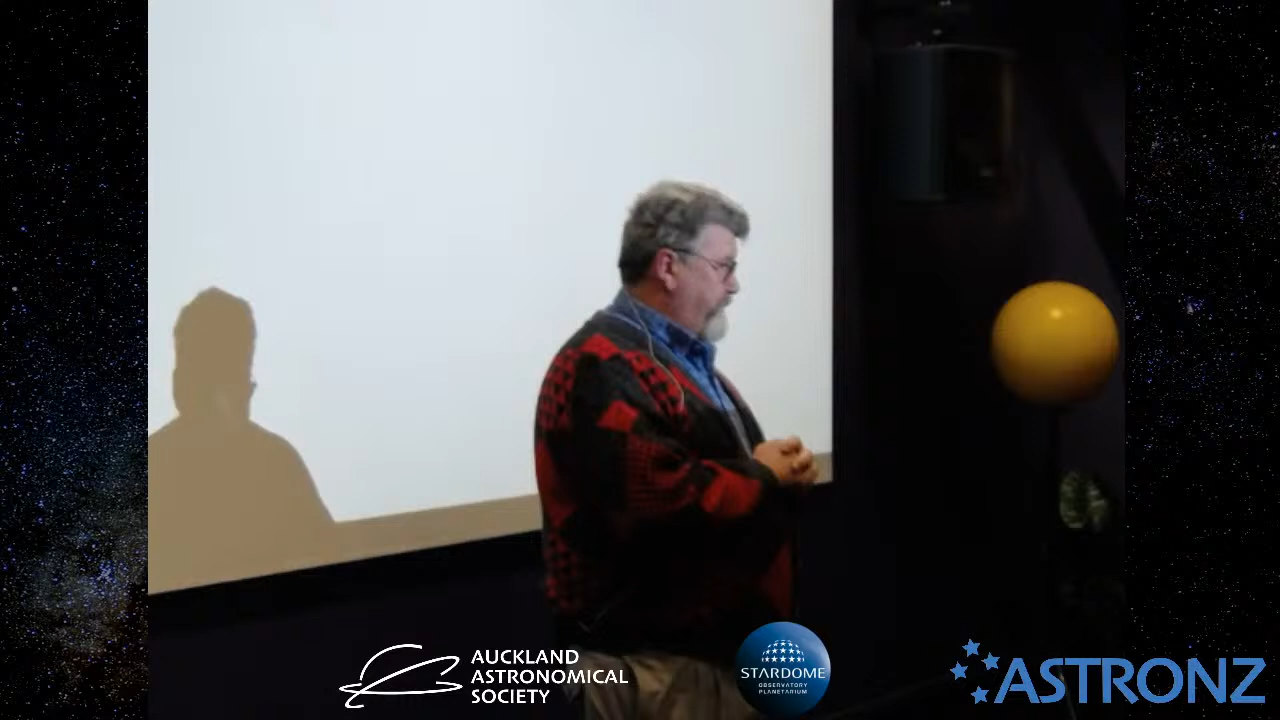 AUCKLAND
ASTRONOMICAL
SOCIETY
STARDOME
OBSERVATORY
PLANETARIUM
ASTRONZ